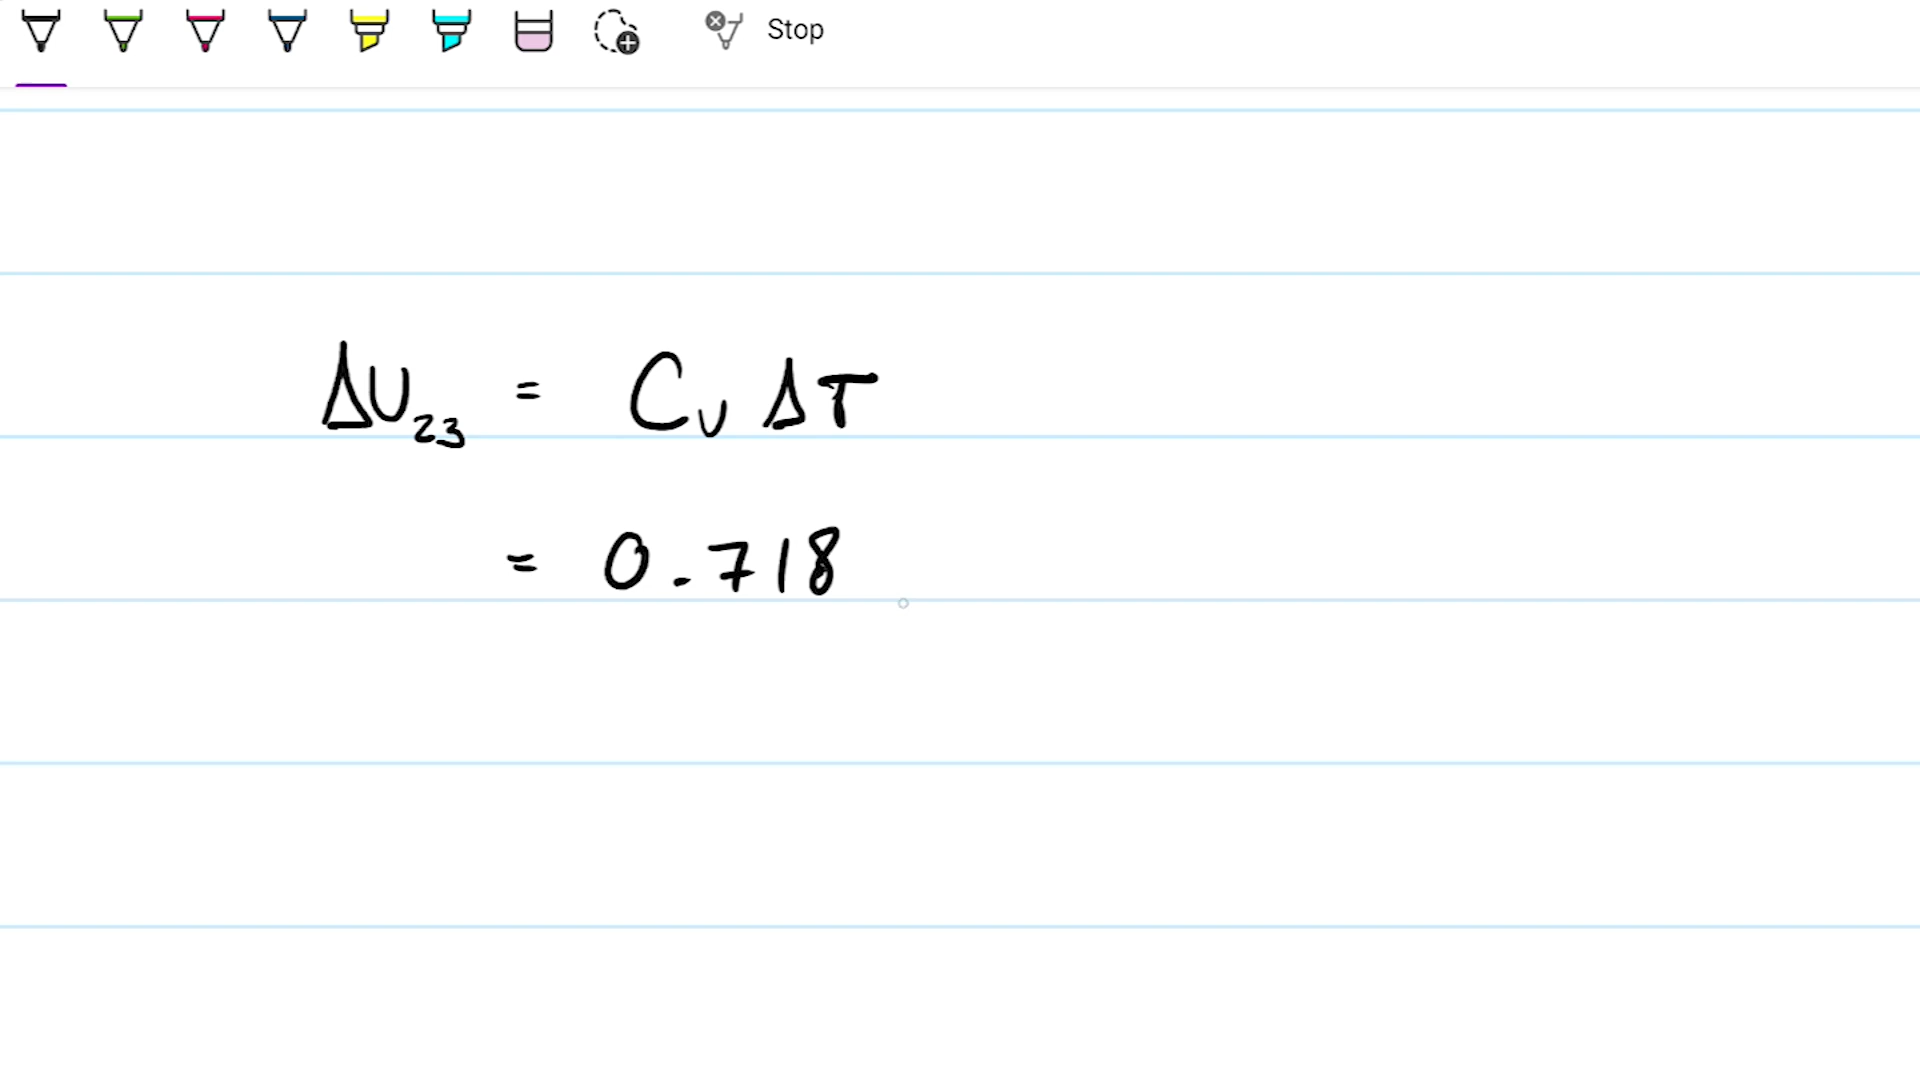 Stop
ΔU₂₃ = Cᵥ ΔT
= 0.718